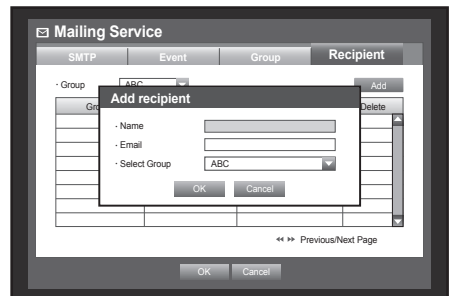 Mailing Service
SMTP Event Group Recipient
· Group ABC Add
Delete
Add recipient
· Name
· Email
· Select Group ABC
OK Cancel
Previous/Next Page
OK Cancel